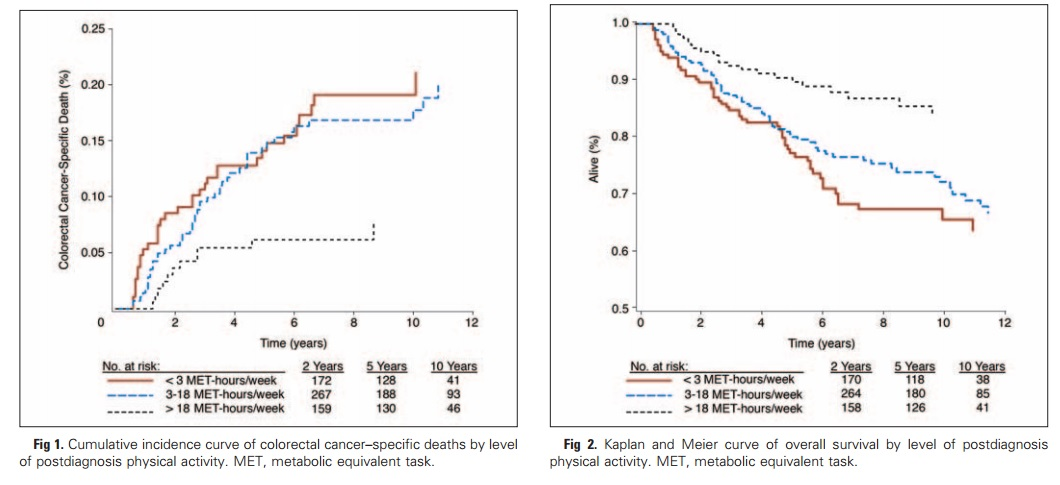 0.25
0.20
0.15
0.10
0.05
Colorectal Cancer-Specific Death (%)
0 2 4 6 8 10 12
Time (years)
No. at risk: 2 Years 5 Years 10 Years
< 3 MET-hours/week 172 128 41
3-18 MET-hours/week 267 188 93
> 18 MET-hours/week 159 130 46
Fig 1. Cumulative incidence curve of colorectal cancer–specific deaths by level
of postdiagnosis physical activity. MET, metabolic equivalent task.
1.0
0.9
0.8
0.7
0.6
0.5
Alive (%)
0 2 4 6 8 10 12
Time (years)
No. at risk: 2 Years 5 Years 10 Years
< 3 MET-hours/week 170 118 38
3-18 MET-hours/week 264 180 85
> 18 MET-hours/week 158 126 41
Fig 2. Kaplan and Meier curve of overall survival by level of postdiagnosis
physical activity. MET, metabolic equivalent task.